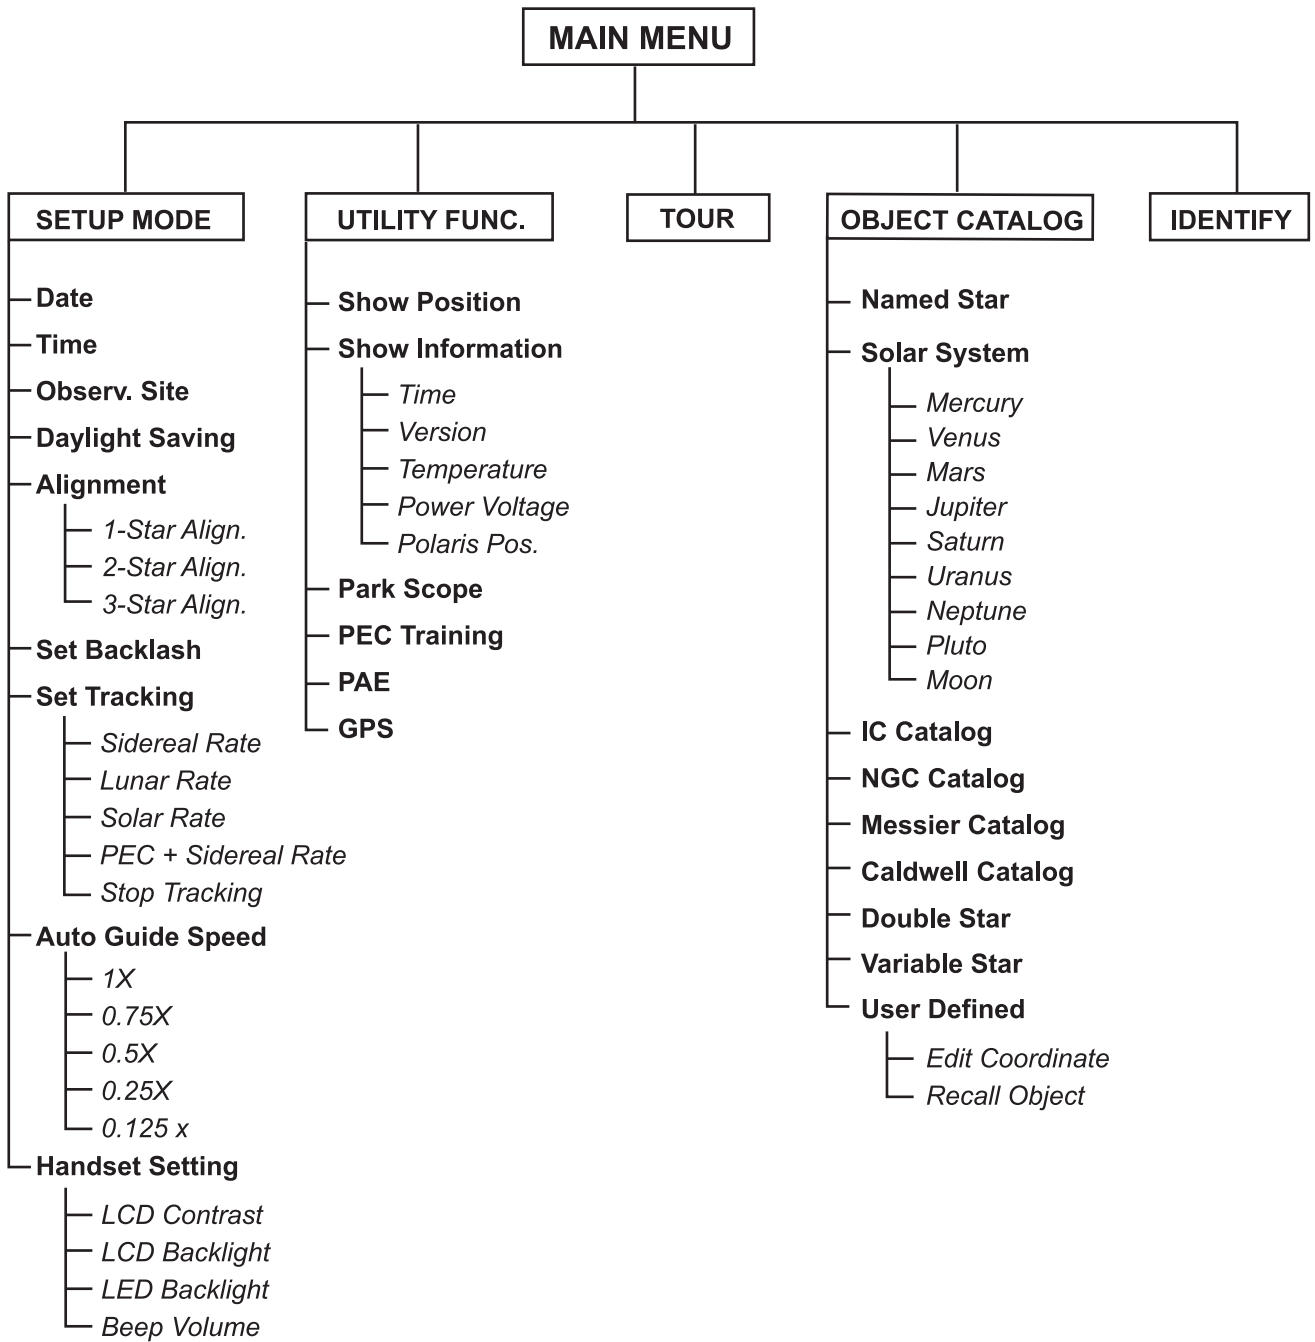 MAIN MENU
SETUP MODE
Date
Time
Observ. Site
Daylight Saving
Alignment
1-Star Align.
2-Star Align.
3-Star Align.
Set Backlash
Set Tracking
Sidereal Rate
Lunar Rate
Solar Rate
PEC + Sidereal Rate
Stop Tracking
Auto Guide Speed
1X
0.75X
0.5X
0.25X
0.125 x
Handset Setting
LCD Contrast
LCD Backlight
LED Backlight
Beep Volume
UTILITY FUNC.
Show Position
Show Information
Time
Version
Temperature
Power Voltage
Polaris Pos.
Park Scope
PEC Training
PAE
GPS
TOUR
OBJECT CATALOG
Named Star
Solar System
Mercury
Venus
Mars
Jupiter
Saturn
Uranus
Neptune
Pluto
Moon
IC Catalog
NGC Catalog
Messier Catalog
Caldwell Catalog
Double Star
Variable Star
User Defined
Edit Coordinate
Recall Object
IDENTIFY